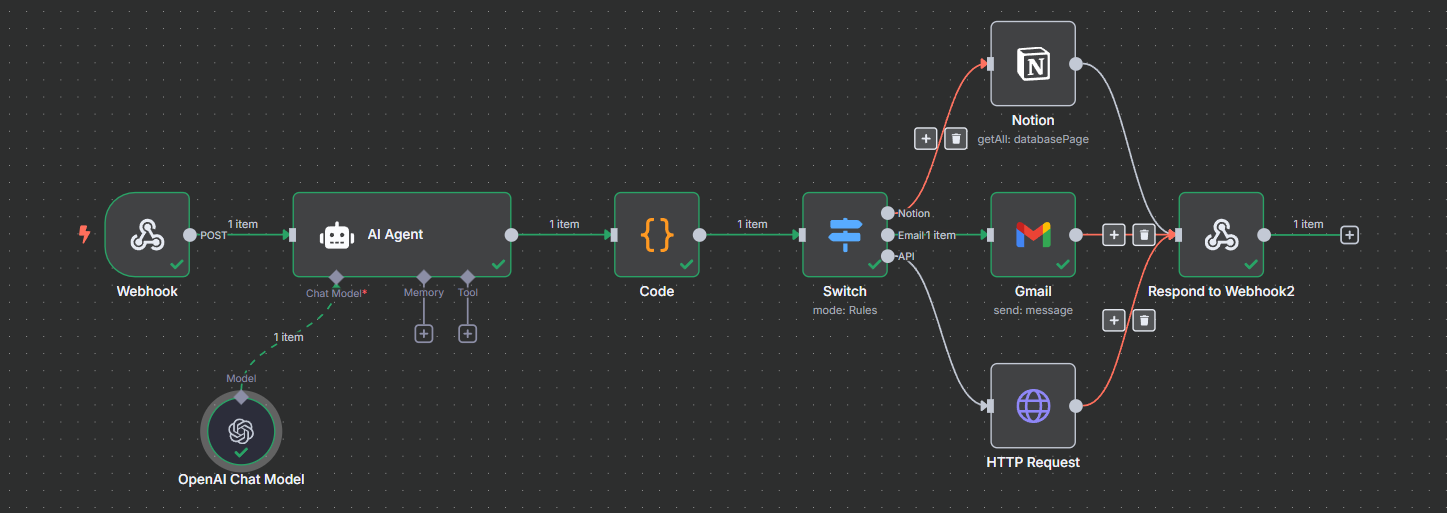 Notion
getAll: databasePage
POST
1 item
AI Agent
1 item
1 item
Notion
Email
1 item
API
1 item
Webhook
Chat Model*
Memory
Tool
Code
Switch
mode: Rules
Gmail
send: message
Respond to Webhook2
1 item
Model
OpenAI Chat Model
HTTP Request